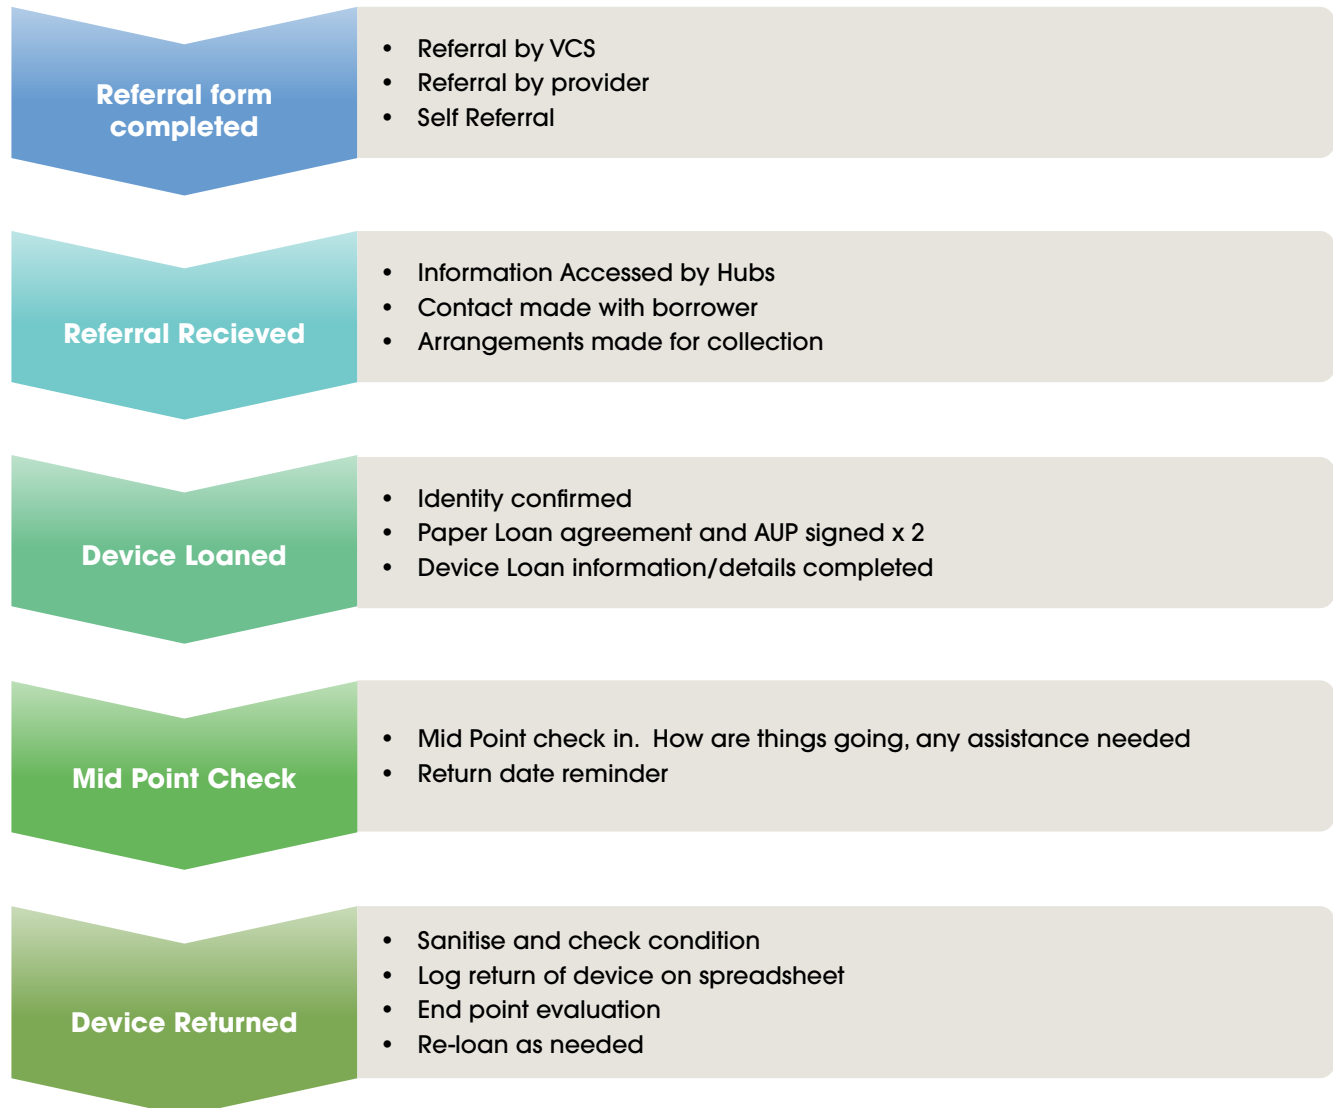 Referral form
completed
• Referral by VCS
• Referral by provider
• Self Referral
Referral Recieved
• Information Accessed by Hubs
• Contact made with borrower
• Arrangements made for collection
Device Loaned
• Identity confirmed
• Paper Loan agreement and AUP signed x 2
• Device Loan information/details completed
Mid Point Check
• Mid Point check in.  How are things going, any assistance needed
• Return date reminder
Device Returned
• Sanitise and check condition
• Log return of device on spreadsheet
• End point evaluation
• Re-loan as needed